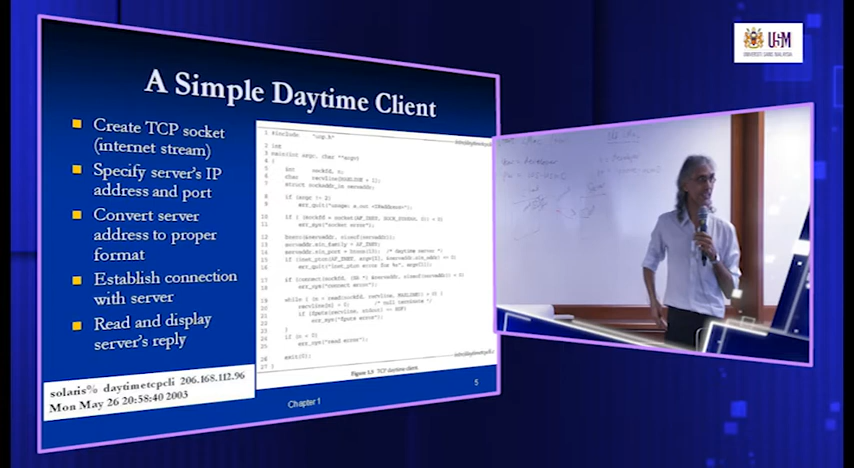 USM
UNIVERSITI SAINS MALAYSIA
A Simple Daytime Client
Create TCP socket
(internet stream)
Specify server's IP
address and port
Convert server
address to proper
format
Establish connection
with server
Read and display
server's reply
solaris% daytimetcpcli 206.168.112.96
Mon May 26 20:58:40 2003
1 #include "unp.h"
2 int
3 main(int argc, char **argv)
4 {
5 int sockfd, n;
6 char recvline[MAXLINE + 1];
7 struct sockaddr_in servaddr;
8 if (argc != 2)
9 err_quit("usage: a.out <IPaddress>");
10 if ( (sockfd = socket(AF_INET, SOCK_STREAM, 0)) < 0)
11 err_sys("socket error");
12 bzero(&servaddr, sizeof(servaddr));
13 servaddr.sin_family = AF_INET;
14 servaddr.sin_port = htons(13); /* daytime server */
15 if (inet_pton(AF_INET, argv[1], &servaddr.sin_addr) <= 0)
16 err_quit("inet_pton error for %s", argv[1]);
17 if (connect(sockfd, (SA *) &servaddr, sizeof(servaddr)) < 0)
18 err_sys("connect error");
19 while ( (n = read(sockfd, recvline, MAXLINE)) > 0) {
20 recvline[n] = 0; /* null terminate */
21 if (fputs(recvline, stdout) == EOF)
22 err_sys("fputs error");
23 }
24 if (n < 0)
25 err_sys("read error");
26 exit(0);
27 }
Figure 1.5 TCP daytime client.
Chapter 1
5